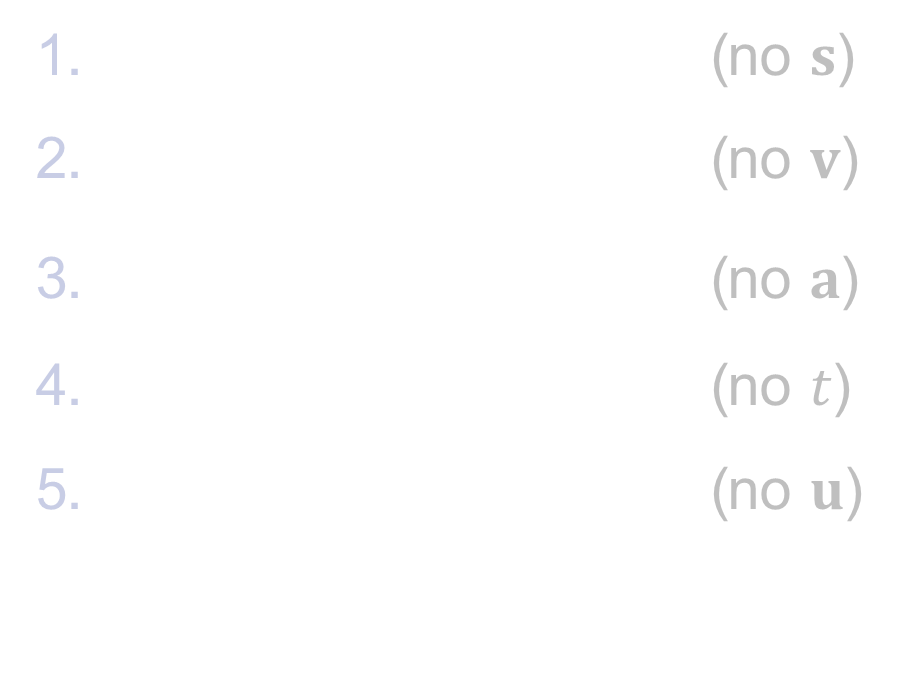 1. (no s)
2. (no v)
3. (no a)
4. (no t)
5. (no u)